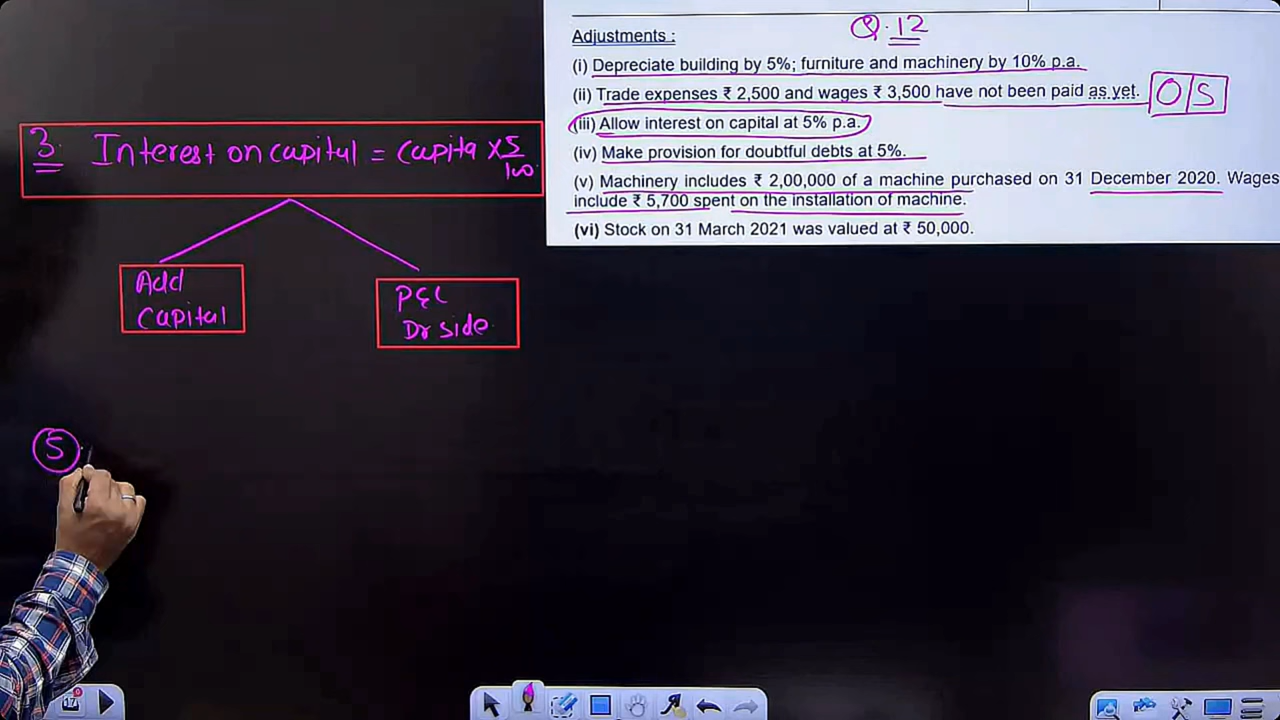 Q.12
Adjustments :
(i) Depreciate building by 5%; furniture and machinery by 10% p.a.
(ii) Trade expenses ₹ 2,500 and wages ₹ 3,500 have not been paid as yet. O/S
(iii) Allow interest on capital at 5% p.a.
(iv) Make provision for doubtful debts at 5%.
(v) Machinery includes ₹ 2,00,000 of a machine purchased on 31 December 2020. Wages
include ₹ 5,700 spent on the installation of machine.
(vi) Stock on 31 March 2021 was valued at ₹ 50,000.
3. Interest on capital = Capita × 5/100
Add
Capital
P&L
Dr side
5
17